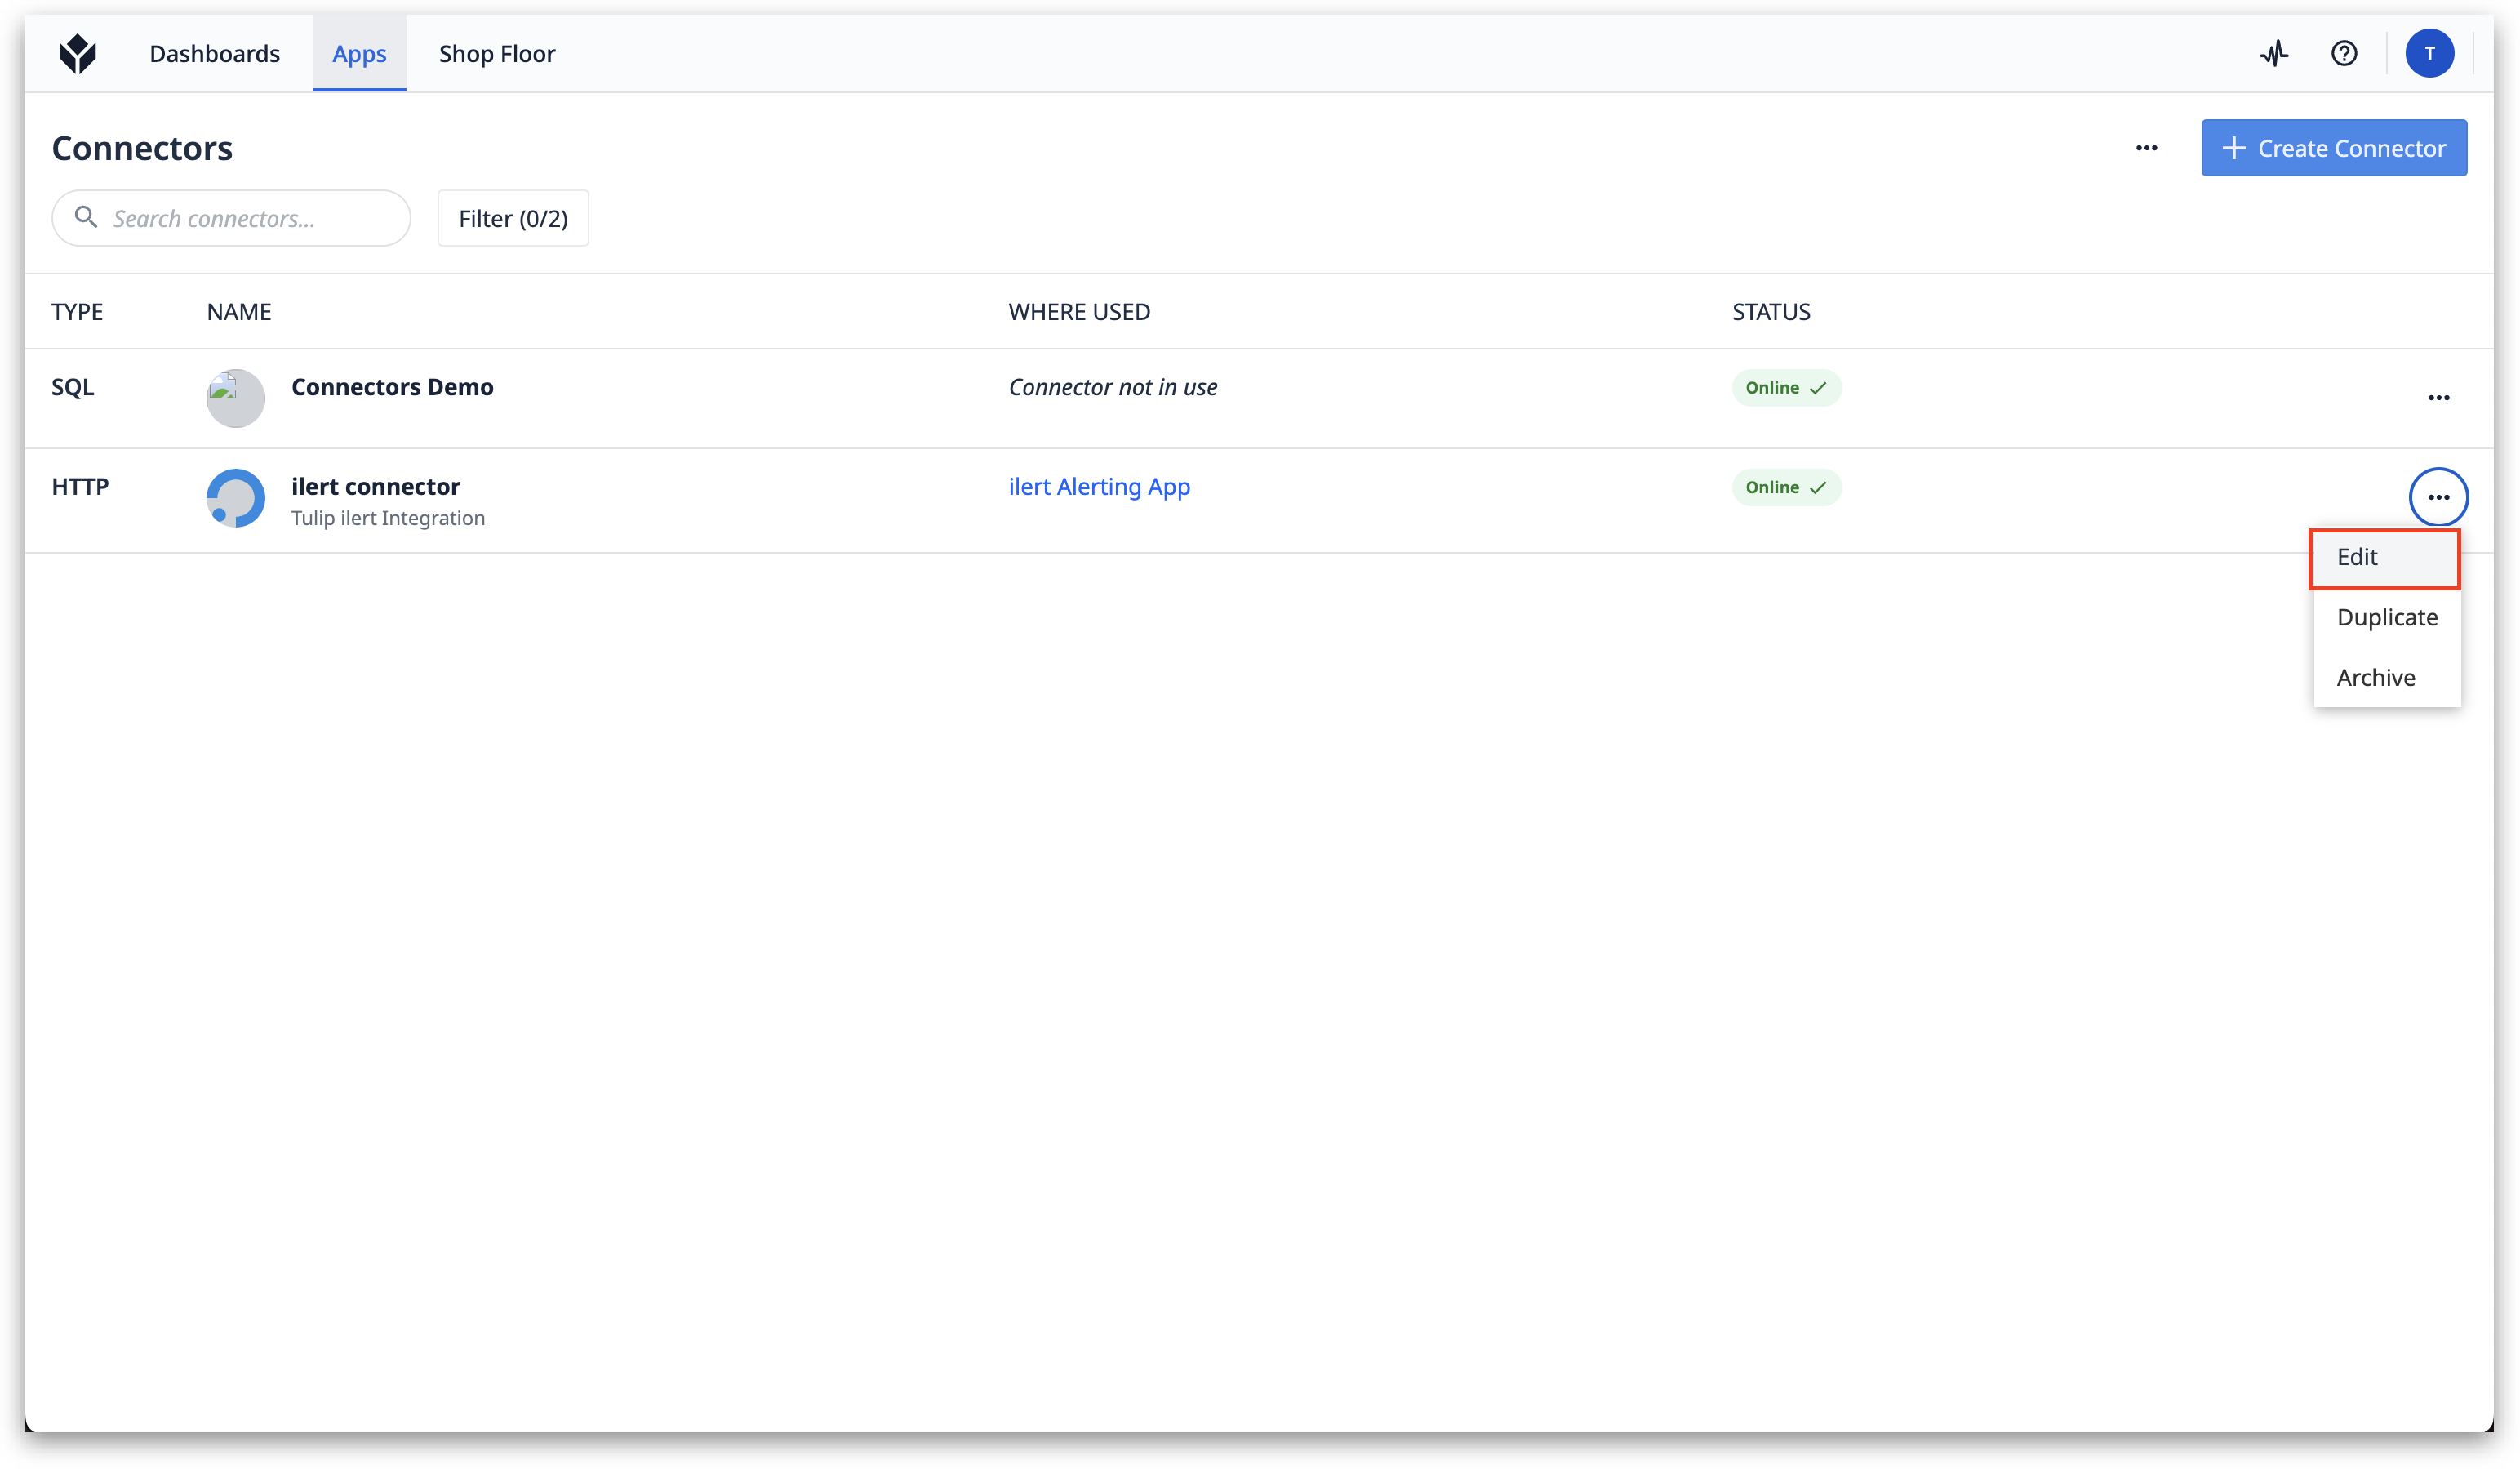 Dashboards Apps Shop Floor T
Connectors
Create Connector
Search connectors...
Filter (0/2)
TYPE NAME WHERE USED STATUS
SQL Connectors Demo Connector not in use Online
HTTP ilert connector ilert Alerting App Online
Tulip ilert Integration
Edit
Duplicate
Archive